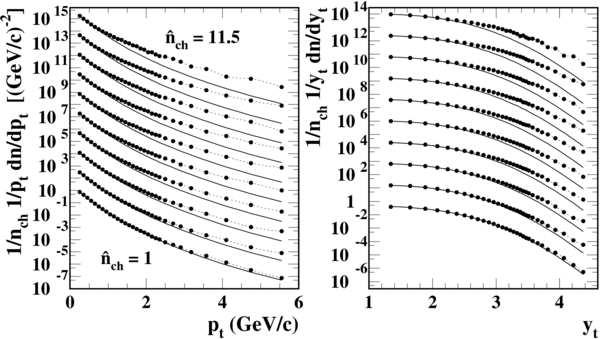 1/n_ch 1/p_t dn/dp_t [(GeV/c)^-2]
10^15
10^13
10^11
10^9
10^7
10^5
10^3
10
10^-1
10^-3
10^-5
10^-7
n̂_ch = 11.5
n̂_ch = 1
0 2 4 6
p_t (GeV/c)
1/n_ch 1/y_t dn/dy_t
10^14
10^12
10^10
10^8
10^6
10^4
10^2
1
10^-2
10^-4
10^-6
1 2 3 4
y_t